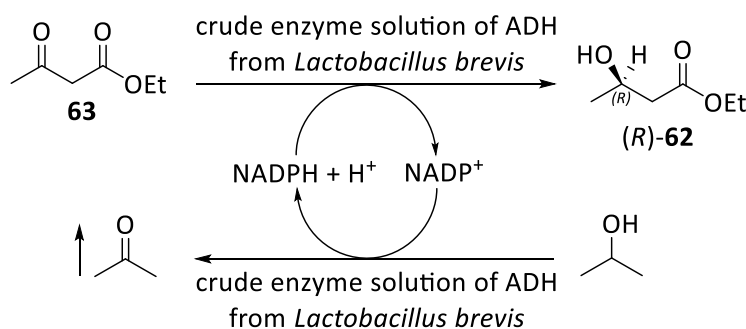 crude enzyme solution of ADH
from Lactobacillus brevis
O
O
OEt
63
HO
H
(R)
O
OEt
(R)-62
NADPH + H⁺
NADP⁺
O
OH
crude enzyme solution of ADH
from Lactobacillus brevis